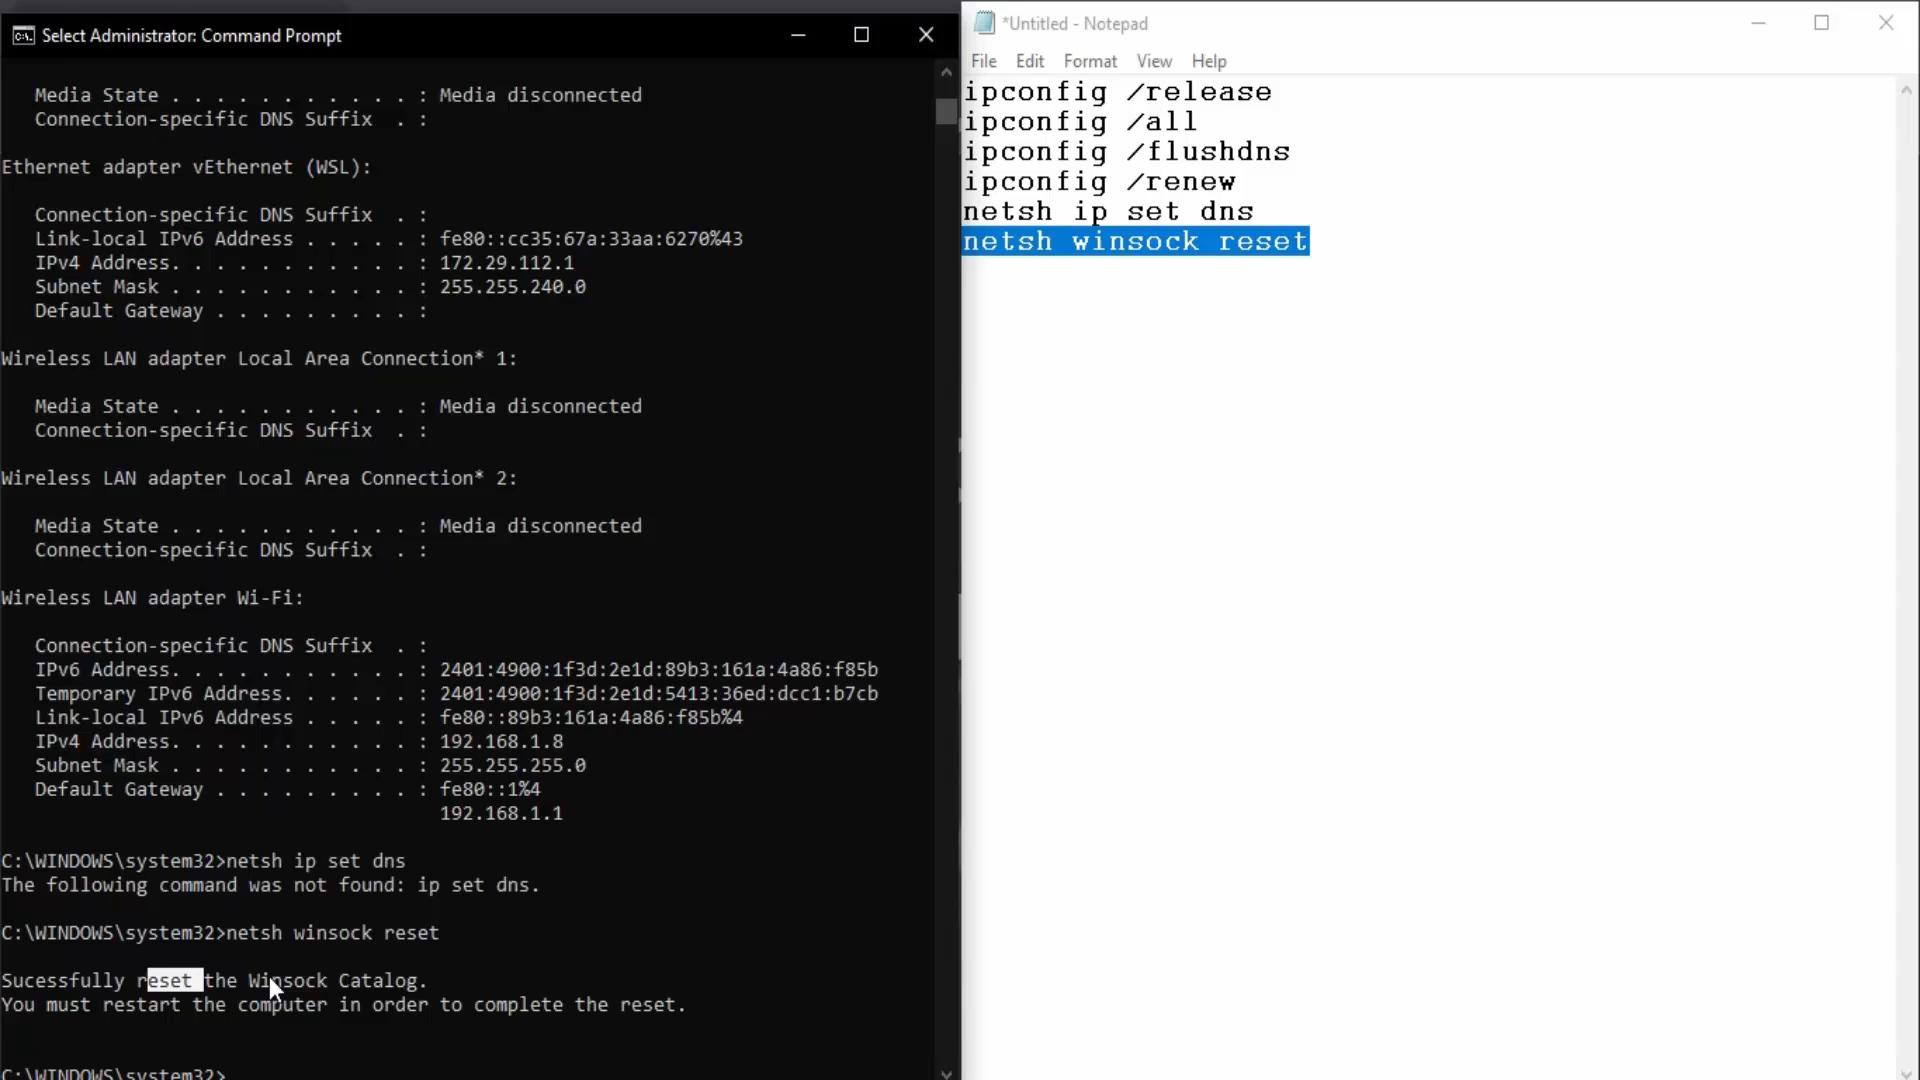 Select Administrator: Command Prompt
Media State . . . . . . . . . . . : Media disconnected
Connection-specific DNS Suffix  . :
Ethernet adapter vEthernet (WSL):
Connection-specific DNS Suffix  . :
Link-local IPv6 Address . . . . . : fe80::cc35:67a:33aa:6270%43
IPv4 Address. . . . . . . . . . . : 172.29.112.1
Subnet Mask . . . . . . . . . . . : 255.255.240.0
Default Gateway . . . . . . . . . :
Wireless LAN adapter Local Area Connection* 1:
Media State . . . . . . . . . . . : Media disconnected
Connection-specific DNS Suffix  . :
Wireless LAN adapter Local Area Connection* 2:
Media State . . . . . . . . . . . : Media disconnected
Connection-specific DNS Suffix  . :
Wireless LAN adapter Wi-Fi:
Connection-specific DNS Suffix  . :
IPv6 Address. . . . . . . . . . . : 2401:4900:1f3d:2e1d:89b3:161a:4a86:f85b
Temporary IPv6 Address. . . . . . : 2401:4900:1f3d:2e1d:5413:36ed:dcc1:b7cb
Link-local IPv6 Address . . . . . : fe80::89b3:161a:4a86:f85b%4
IPv4 Address. . . . . . . . . . . : 192.168.1.8
Subnet Mask . . . . . . . . . . . : 255.255.255.0
Default Gateway . . . . . . . . . : fe80::1%4
192.168.1.1
C:\WINDOWS\system32>netsh ip set dns
The following command was not found: ip set dns.
C:\WINDOWS\system32>netsh winsock reset
Sucessfully reset the Winsock Catalog.
You must restart the computer in order to complete the reset.
C:\WINDOWS\system32>
*Untitled - Notepad
File Edit Format View Help
ipconfig /release
ipconfig /all
ipconfig /flushdns
ipconfig /renew
netsh ip set dns
netsh winsock reset